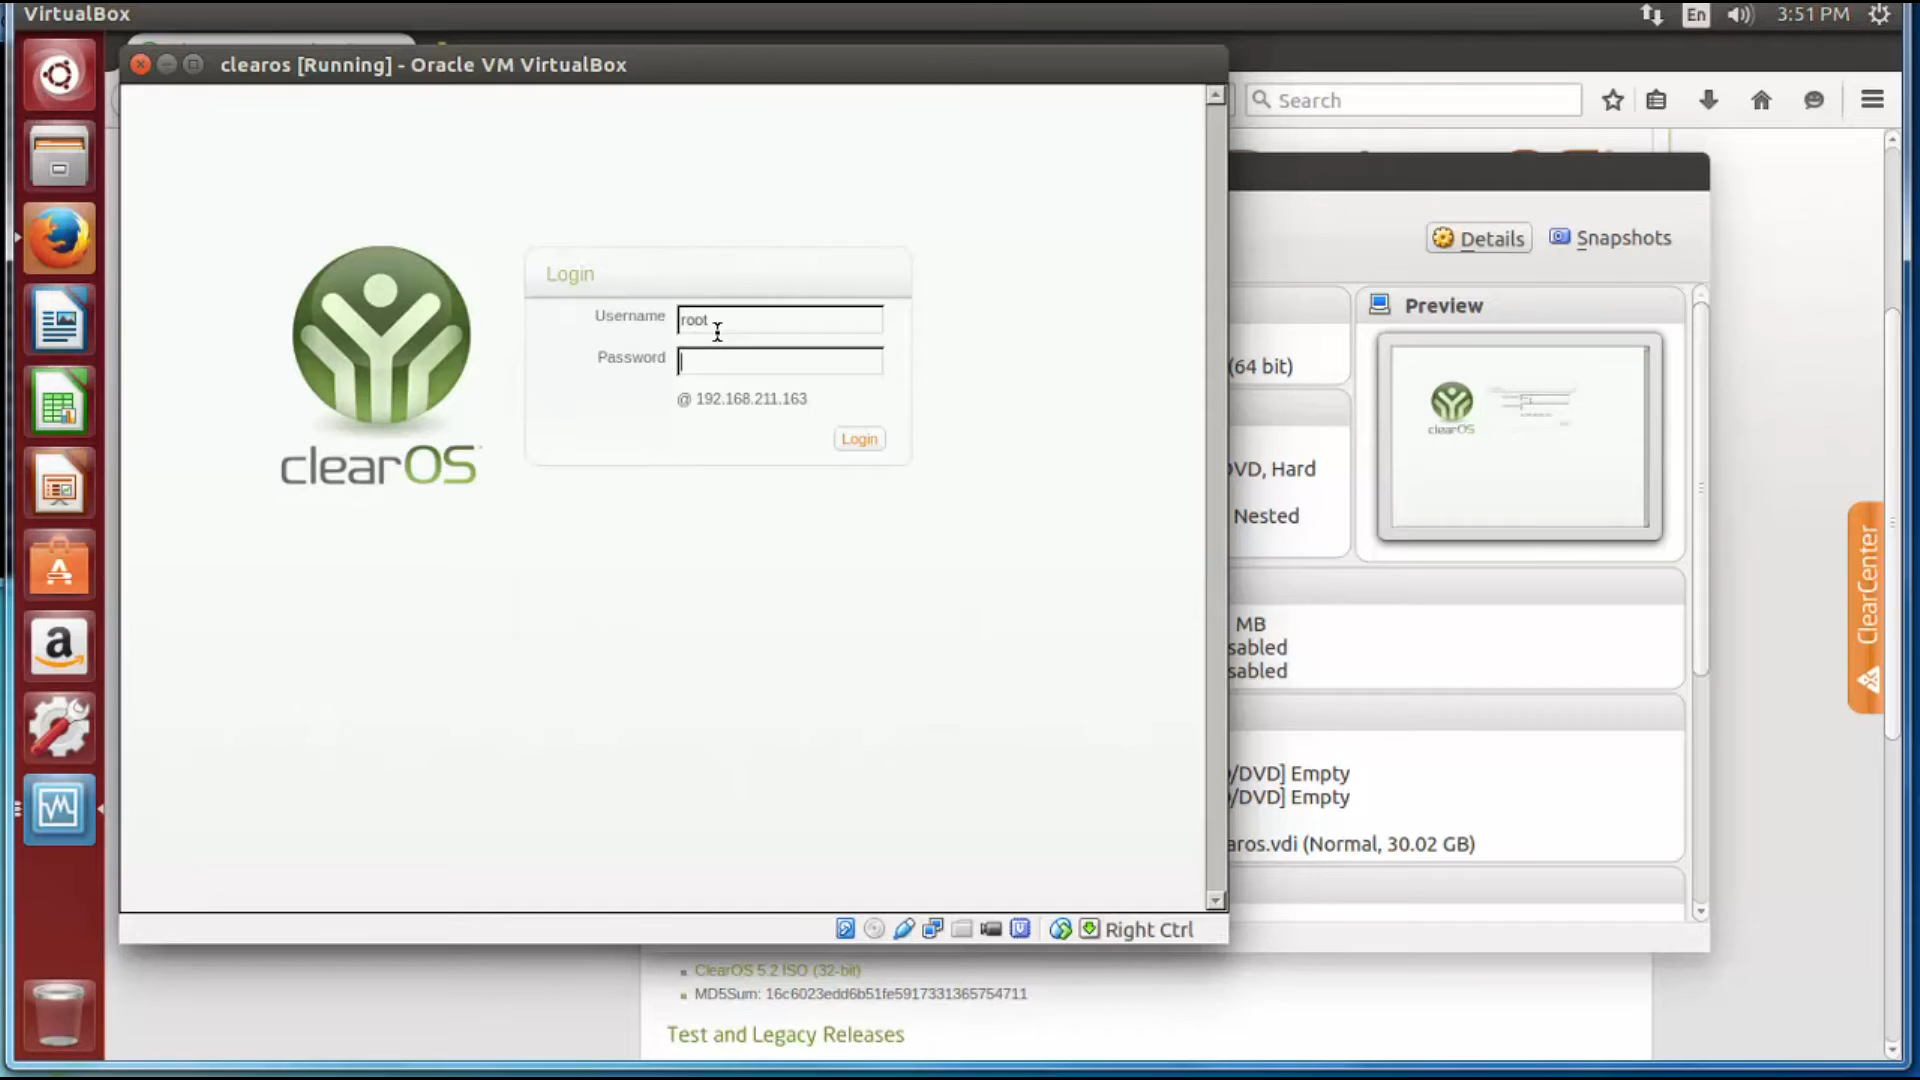 VirtualBox
En
3:51 PM
clearos [Running] - Oracle VM VirtualBox
Search
Details
Snapshots
Login
Username
root
Password
@ 192.168.211.163
Login
clearOS
Preview
(64 bit)
clearOS
Hard
Nested
MB
sabled
sabled
/DVD] Empty
/DVD] Empty
aros.vdi (Normal, 30.02 GB)
ClearCenter
Right Ctrl
ClearOS 5.2 ISO (32-bit)
MD5Sum: 16c6023edd6b51fe5917331365754711
Test and Legacy Releases